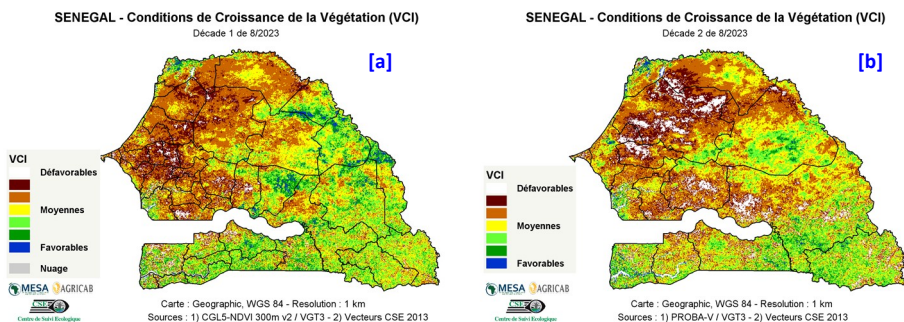 SENEGAL - Conditions de Croissance de la Végétation (VCI)
Décade 1 de 8/2023
[a]
VCI
Défavorables
Moyennes
Favorables
Nuage
MESA AGRICAB
CSE
Centre de Suivi Ecologique
Carte : Geographic, WGS 84 - Resolution : 1 km
Sources : 1) CGL5-NDVI 300m v2 / VGT3 - 2) Vecteurs CSE 2013
SENEGAL - Conditions de Croissance de la Végétation (VCI)
Décade 2 de 8/2023
[b]
VCI
Défavorables
Moyennes
Favorables
MESA AGRICAB
CSE
Centre de Suivi Ecologique
Carte : Geographic, WGS 84 - Resolution : 1 km
Sources : 1) PROBA-V / VGT3 - 2) Vecteurs CSE 2013